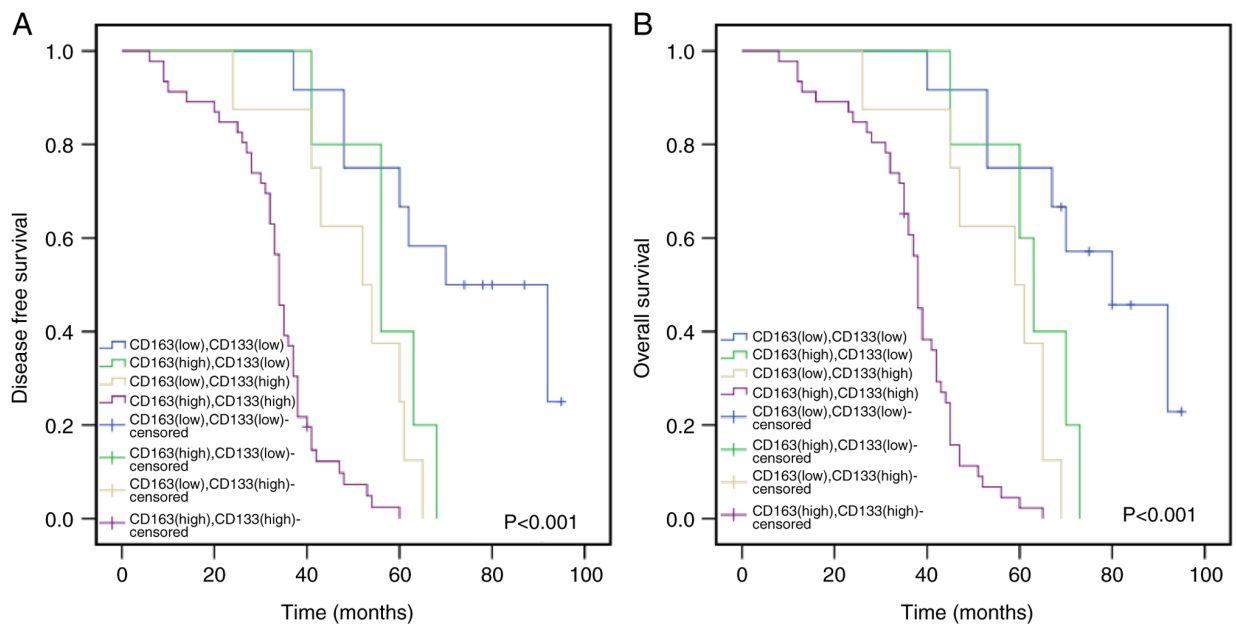 A
Disease free survival
1.0
0.8
0.6
0.4
0.2
0.0
CD163(low),CD133(low)
CD163(high),CD133(low)
CD163(low),CD133(high)
CD163(high),CD133(high)
CD163(low),CD133(low)-
censored
CD163(high),CD133(low)-
censored
CD163(low),CD133(high)-
censored
CD163(high),CD133(high)-
censored
P<0.001
0 20 40 60 80 100
Time (months)
B
Overall survival
1.0
0.8
0.6
0.4
0.2
0.0
CD163(low),CD133(low)
CD163(high),CD133(low)
CD163(low),CD133(high)
CD163(high),CD133(high)
CD163(low),CD133(low)-
censored
CD163(high),CD133(low)-
censored
CD163(low),CD133(high)-
censored
CD163(high),CD133(high)-
censored
P<0.001
0 20 40 60 80 100
Time (months)